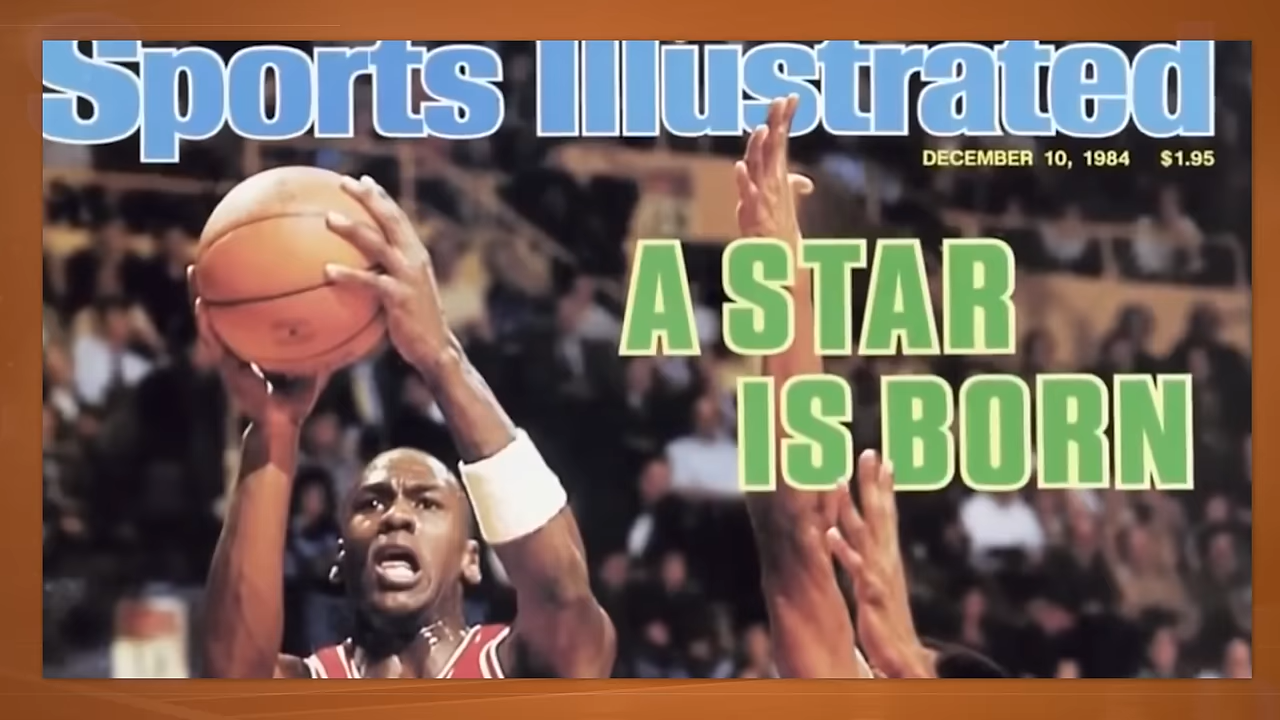 Sports Illustrated
DECEMBER 10, 1984 $1.95
A STAR
IS BORN